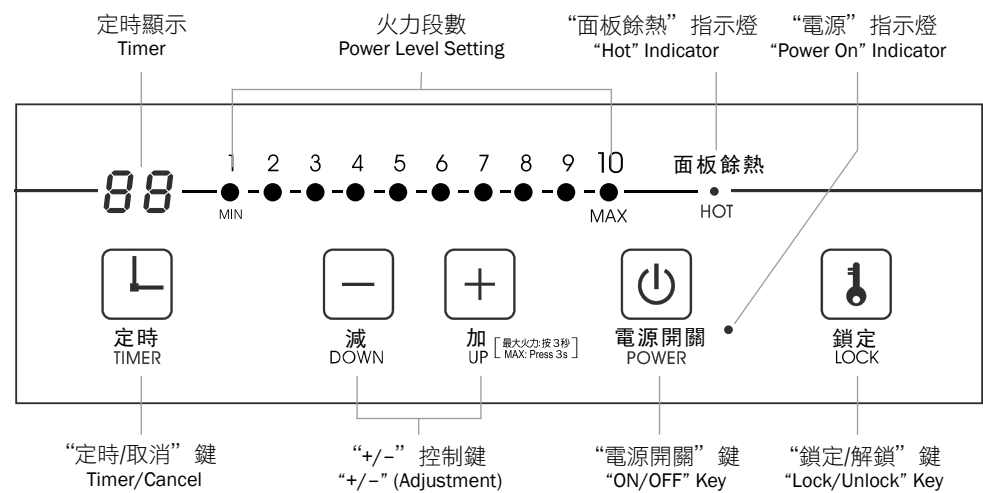 定時顯示
Timer
火力段數
Power Level Setting
“面板餘熱”指示燈
“Hot” Indicator
“電源”指示燈
“Power On” Indicator
88
1 2 3 4 5 6 7 8 9 10
MIN
MAX
面板餘熱
HOT
定時
TIMER
減
DOWN
加
UP
最大火力:按3秒
MAX: Press 3s
電源開關
POWER
鎖定
LOCK
“定時/取消”鍵
Timer/Cancel
“+/-”控制鍵
“+/-” (Adjustment)
“電源開關”鍵
“ON/OFF” Key
“鎖定/解鎖”鍵
“Lock/Unlock” Key